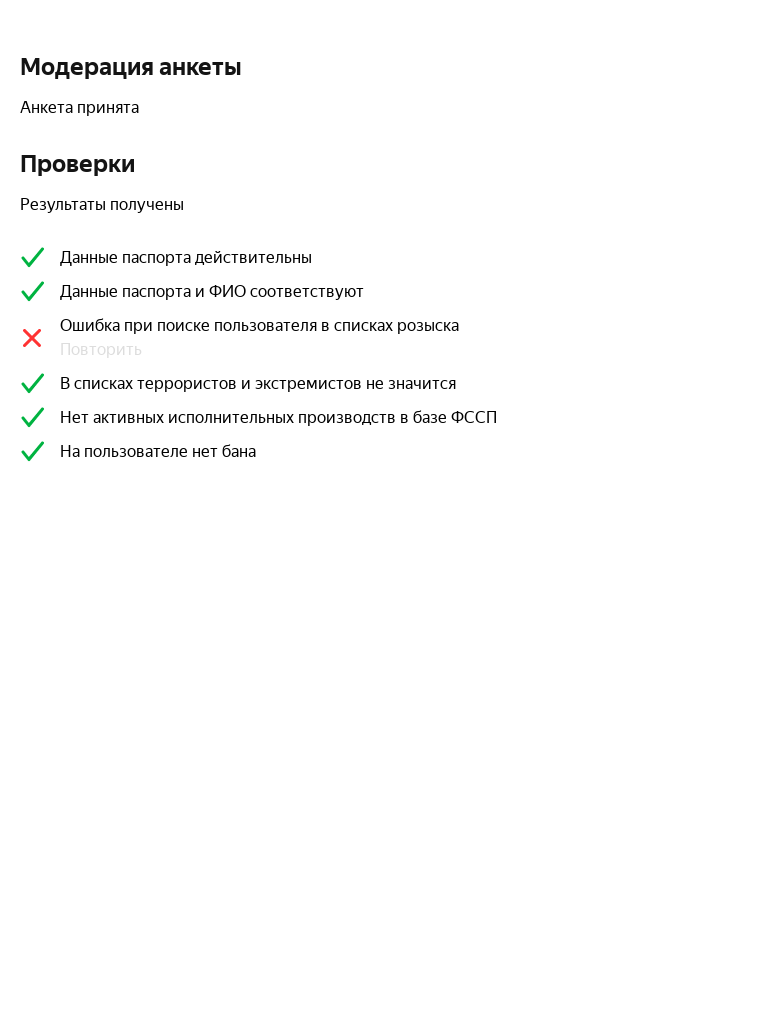 Модерация анкеты
Анкета принята
Проверки
Результаты получены
Данные паспорта действительны
Данные паспорта и ФИО соответствуют
Ошибка при поиске пользователя в списках розыска
Повторить
В списках террористов и экстремистов не значится
Нет активных исполнительных производств в базе ФССП
На пользователе нет бана